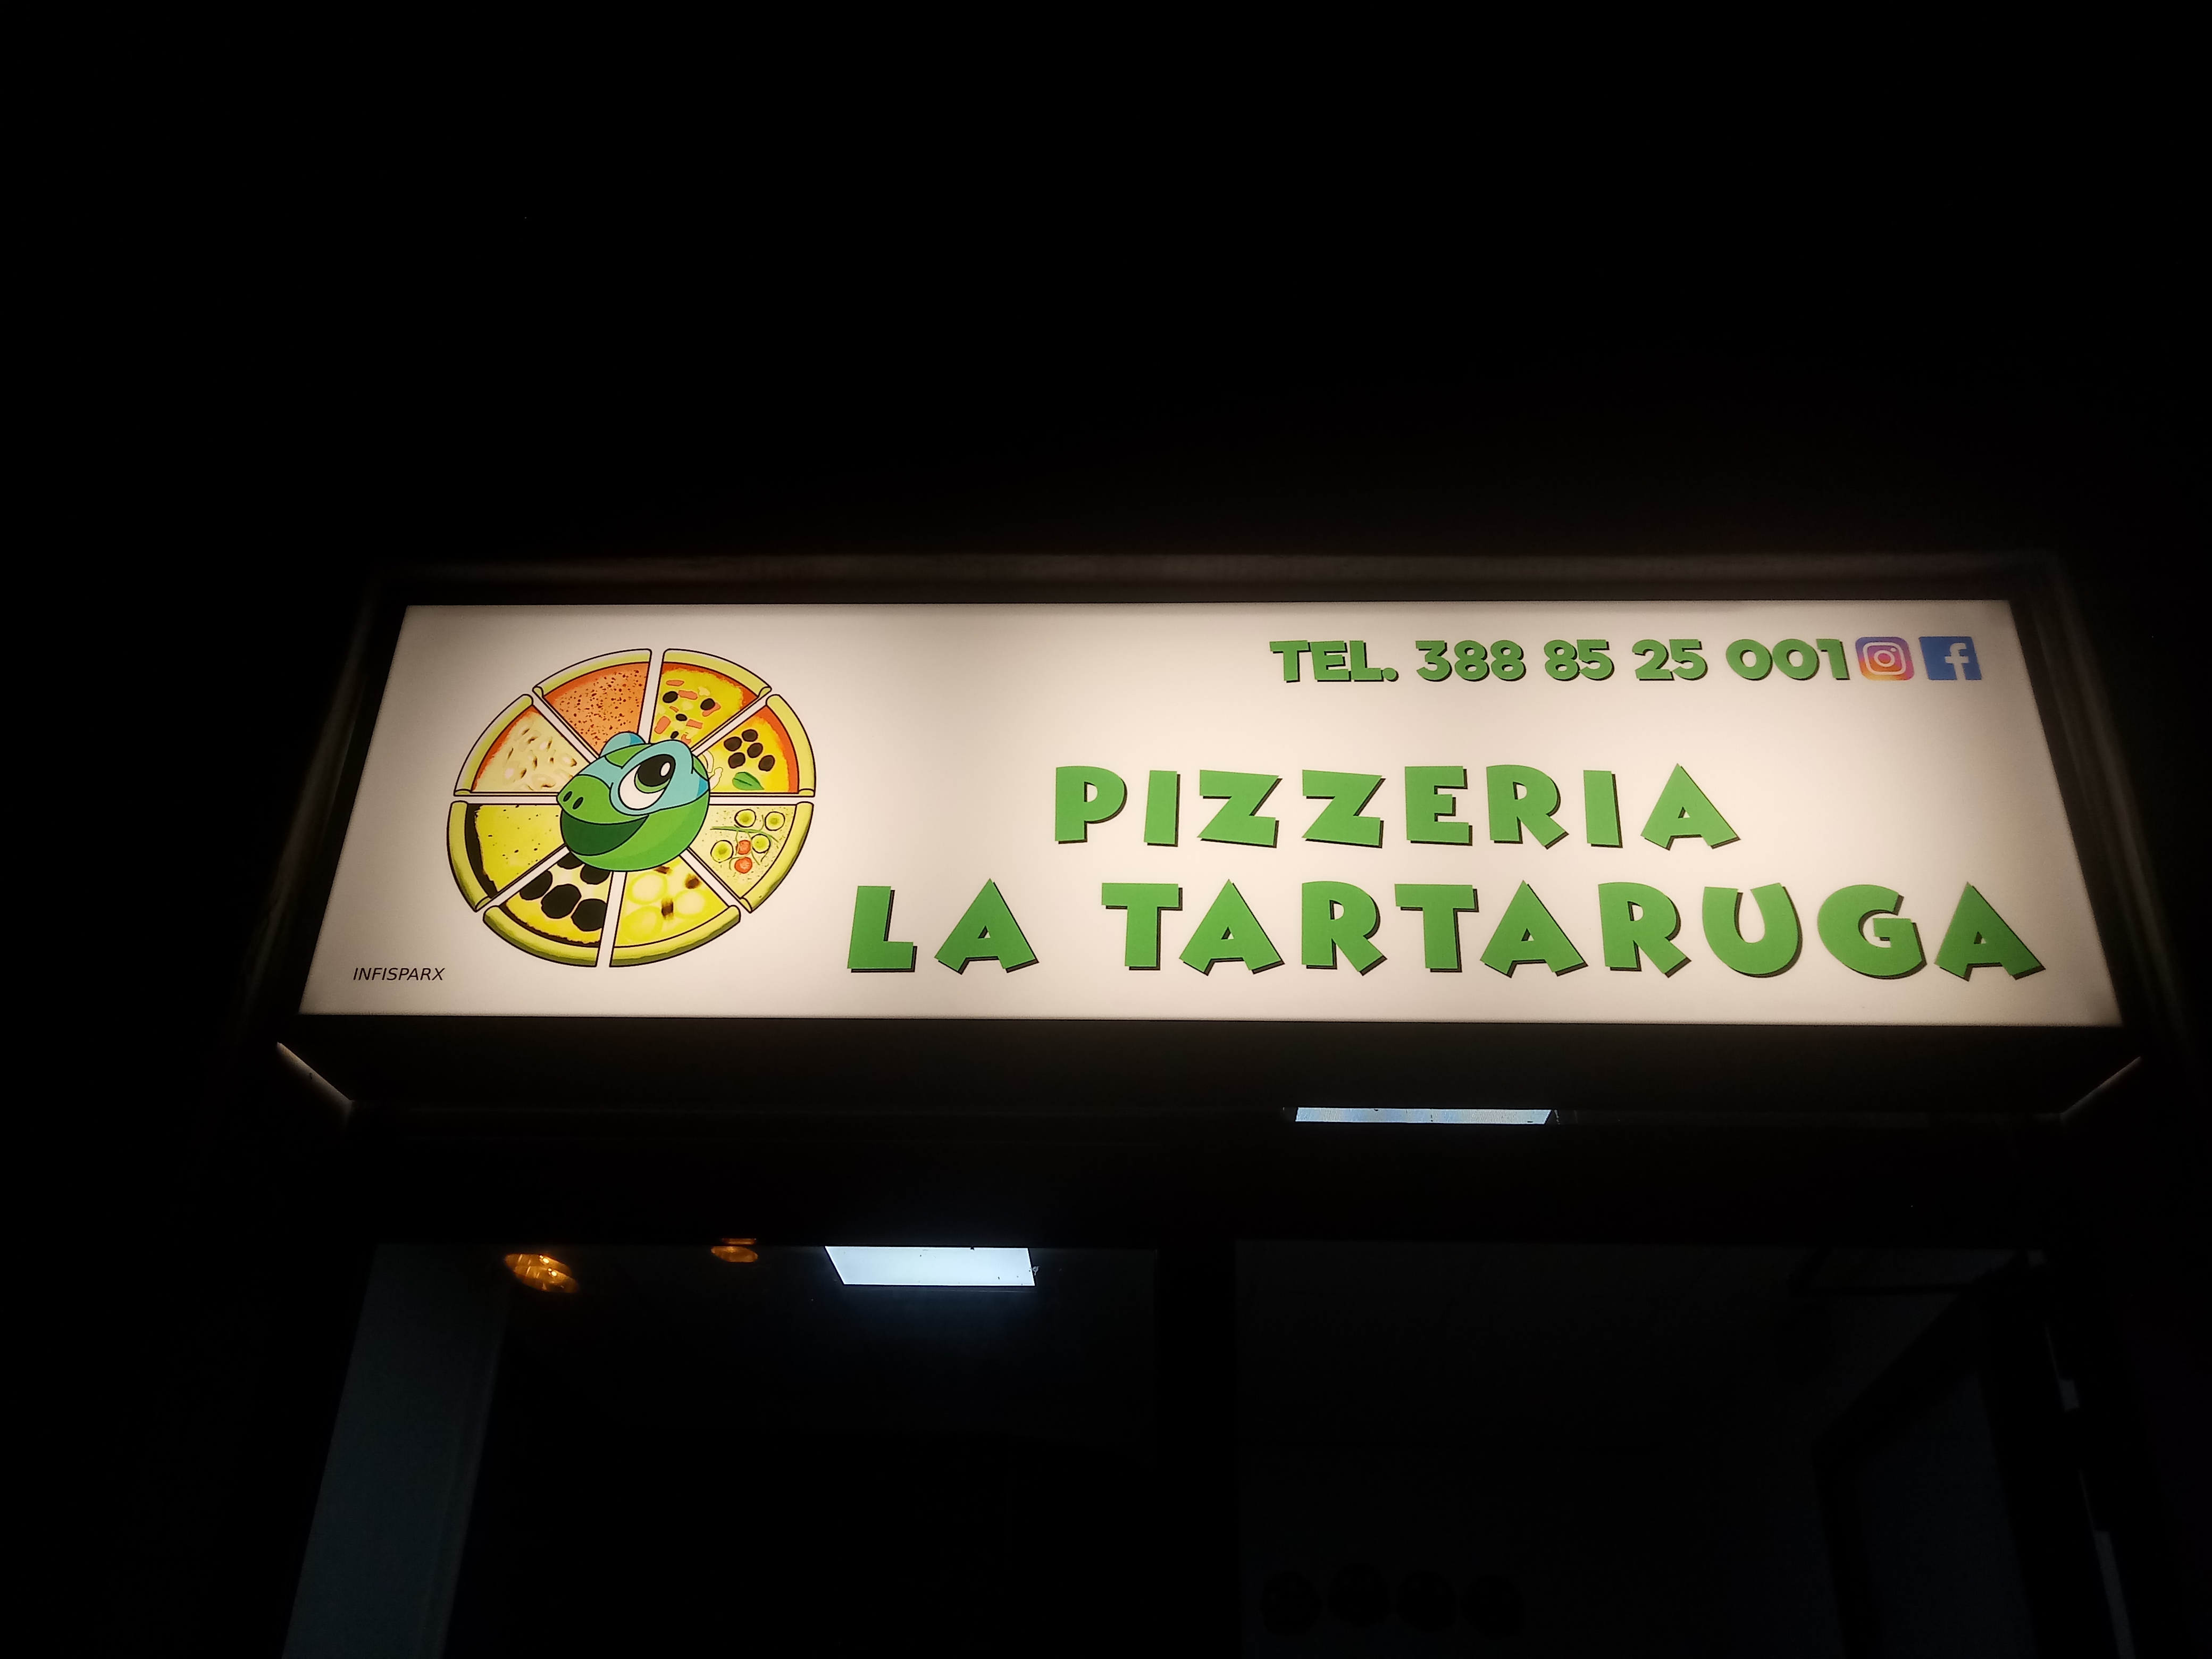 TEL. 388 85 25 001
PIZZERIA
LA TARTARUGA
INFISPARX